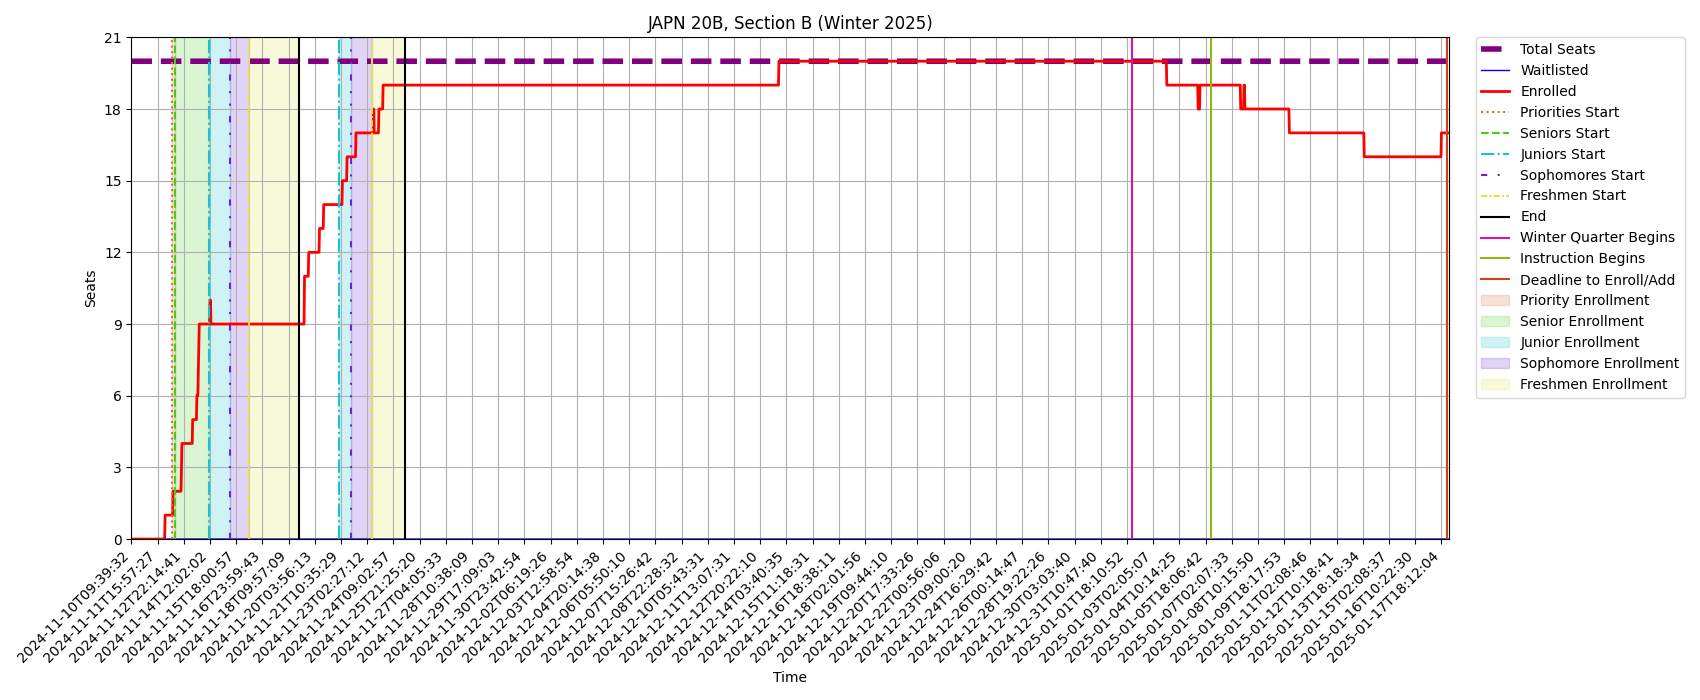 JAPN 20B, Section B (Winter 2025)
Seats
21
18
15
12
9
6
3
0
2024-11-10T09:39:32
2024-11-11T15:57:27
2024-11-12T22:14:41
2024-11-14T12:02:02
2024-11-15T18:00:57
2024-11-16T23:59:43
2024-11-18T09:57:09
2024-11-20T03:56:13
2024-11-21T10:35:29
2024-11-23T02:27:12
2024-11-24T09:02:57
2024-11-25T21:25:20
2024-11-27T04:05:33
2024-11-28T10:38:09
2024-11-29T17:09:03
2024-11-30T23:42:54
2024-12-02T06:19:26
2024-12-03T12:58:54
2024-12-04T20:14:38
2024-12-06T05:50:10
2024-12-07T15:26:42
2024-12-08T22:28:32
2024-12-10T05:43:31
2024-12-11T13:07:31
2024-12-12T20:22:10
2024-12-14T03:40:35
2024-12-15T11:18:31
2024-12-16T18:38:11
2024-12-18T02:01:56
2024-12-19T09:44:10
2024-12-20T17:33:26
2024-12-22T00:56:06
2024-12-23T09:00:20
2024-12-24T16:29:42
2024-12-26T00:14:47
2024-12-28T19:22:26
2024-12-30T03:03:40
2024-12-31T10:47:40
2025-01-01T18:10:52
2025-01-03T02:05:07
2025-01-04T10:14:25
2025-01-05T18:06:42
2025-01-07T02:07:33
2025-01-08T10:15:50
2025-01-09T18:17:53
2025-01-11T02:08:46
2025-01-12T10:18:41
2025-01-13T18:18:34
2025-01-15T02:08:37
2025-01-16T10:22:30
2025-01-17T18:12:04
Time
Total Seats
Waitlisted
Enrolled
Priorities Start
Seniors Start
Juniors Start
Sophomores Start
Freshmen Start
End
Winter Quarter Begins
Instruction Begins
Deadline to Enroll/Add
Priority Enrollment
Senior Enrollment
Junior Enrollment
Sophomore Enrollment
Freshmen Enrollment